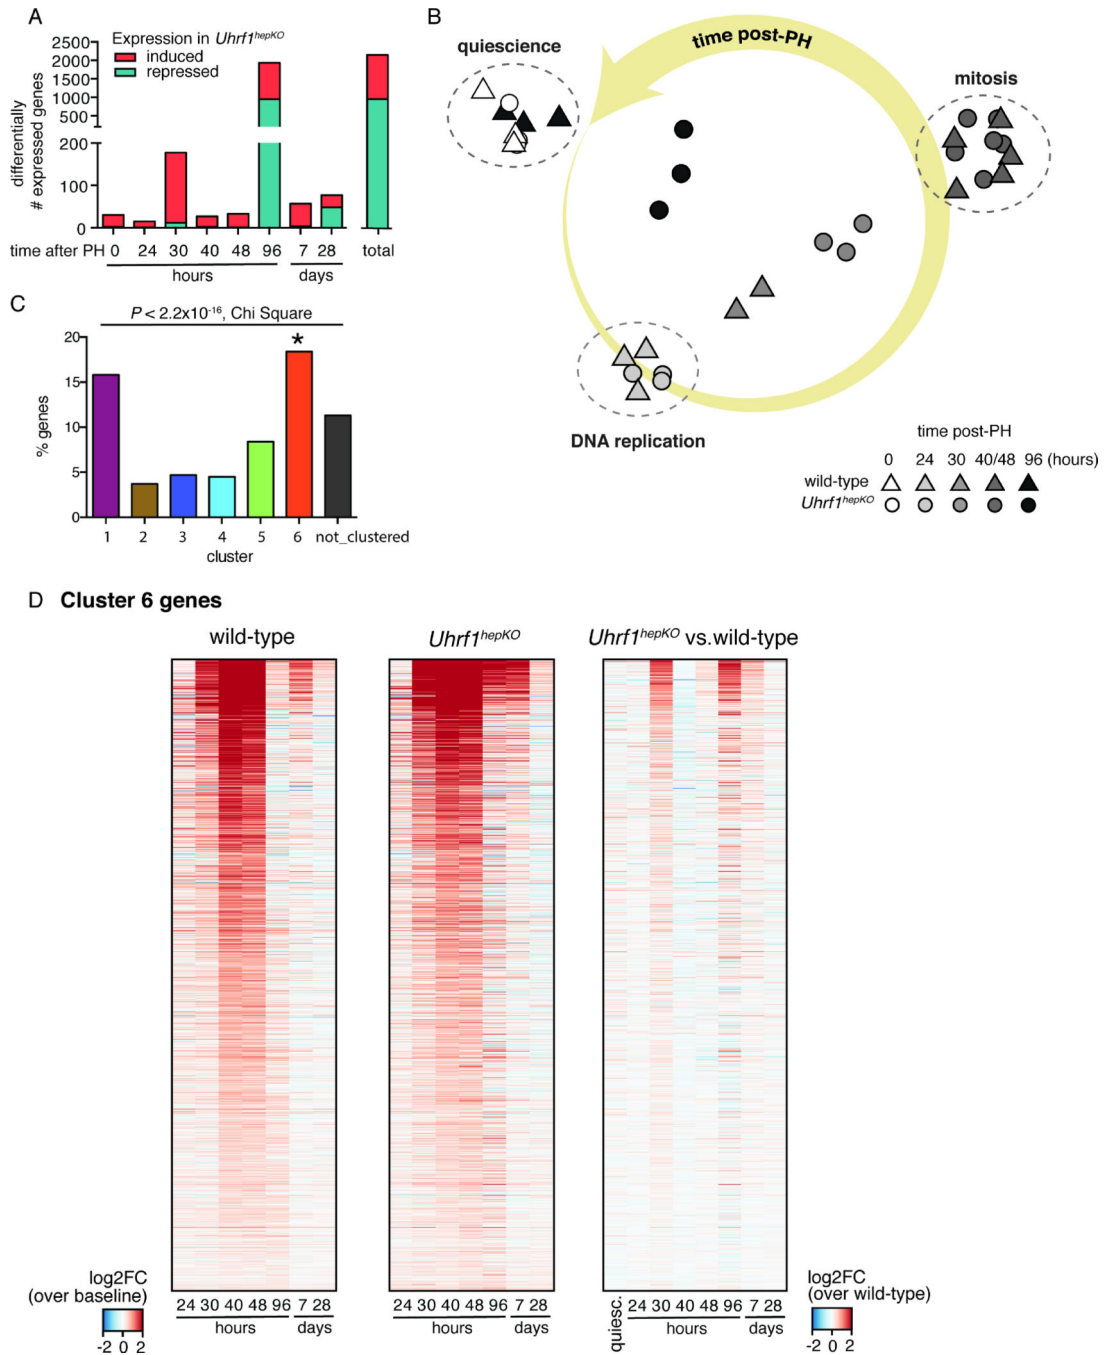 A
Expression in Uhrf1hepKO
induced
repressed
differentially
# expressed genes
2500
2000
1500
1000
500
200
100
0
time after PH 0 24 30 40 48 96 7 28 total
hours days
B
time post-PH
quiescience
mitosis
DNA replication
time post-PH
0 24 30 40/48 96 (hours)
wild-type
Uhrf1hepKO
C
P < 2.2x10-16, Chi Square
*
% genes
20
15
10
5
0
1 2 3 4 5 6 not_clustered
cluster
D Cluster 6 genes
wild-type Uhrf1hepKO Uhrf1hepKO vs.wild-type
24 30 40 48 96 7 28
hours days
24 30 40 48 96 7 28
hours days
quiesc. 24 30 40 48 96 7 28
hours days
log2FC
(over baseline)
-2 0 2
log2FC
(over wild-type)
-2 0 2